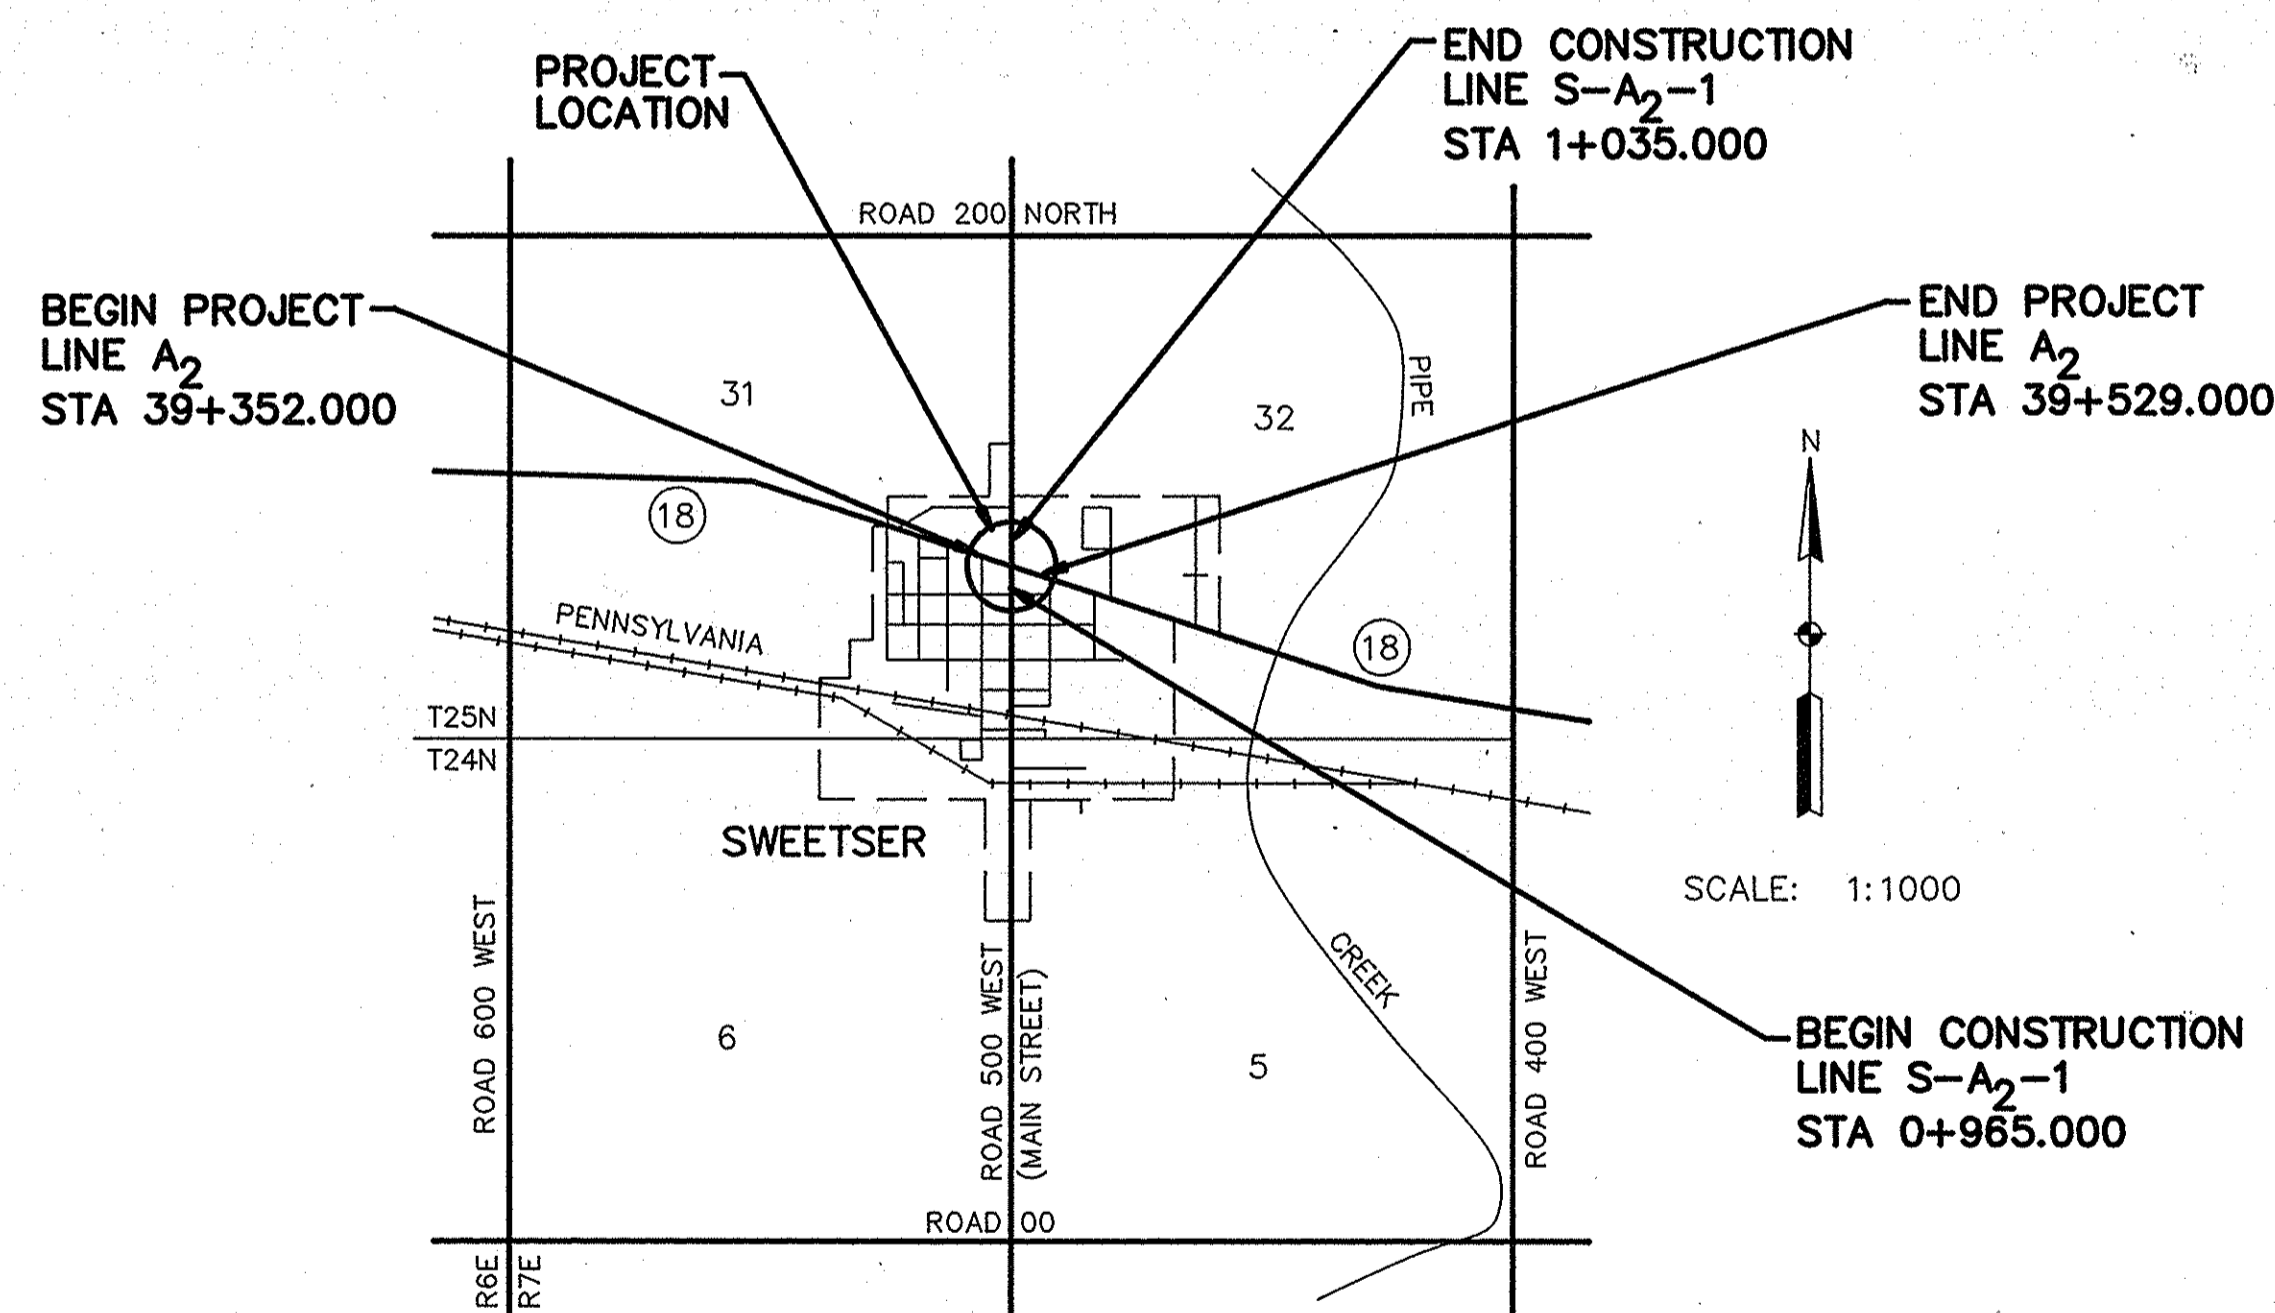 PROJECT
LOCATION
END CONSTRUCTION
LINE S-A₂-1
STA 1+035.000
ROAD 200 NORTH
BEGIN PROJECT
LINE A₂
STA 39+352.000
END PROJECT
LINE A₂
STA 39+529.000
31
32
PIPE
N
18
PENNSYLVANIA
18
T25N
T24N
SWEETSER
SCALE: 1:1000
ROAD 600 WEST
ROAD 500 WEST
(MAIN STREET)
CREEK
ROAD 400 WEST
6
5
BEGIN CONSTRUCTION
LINE S-A₂-1
STA 0+965.000
ROAD 00
R6E
R7E